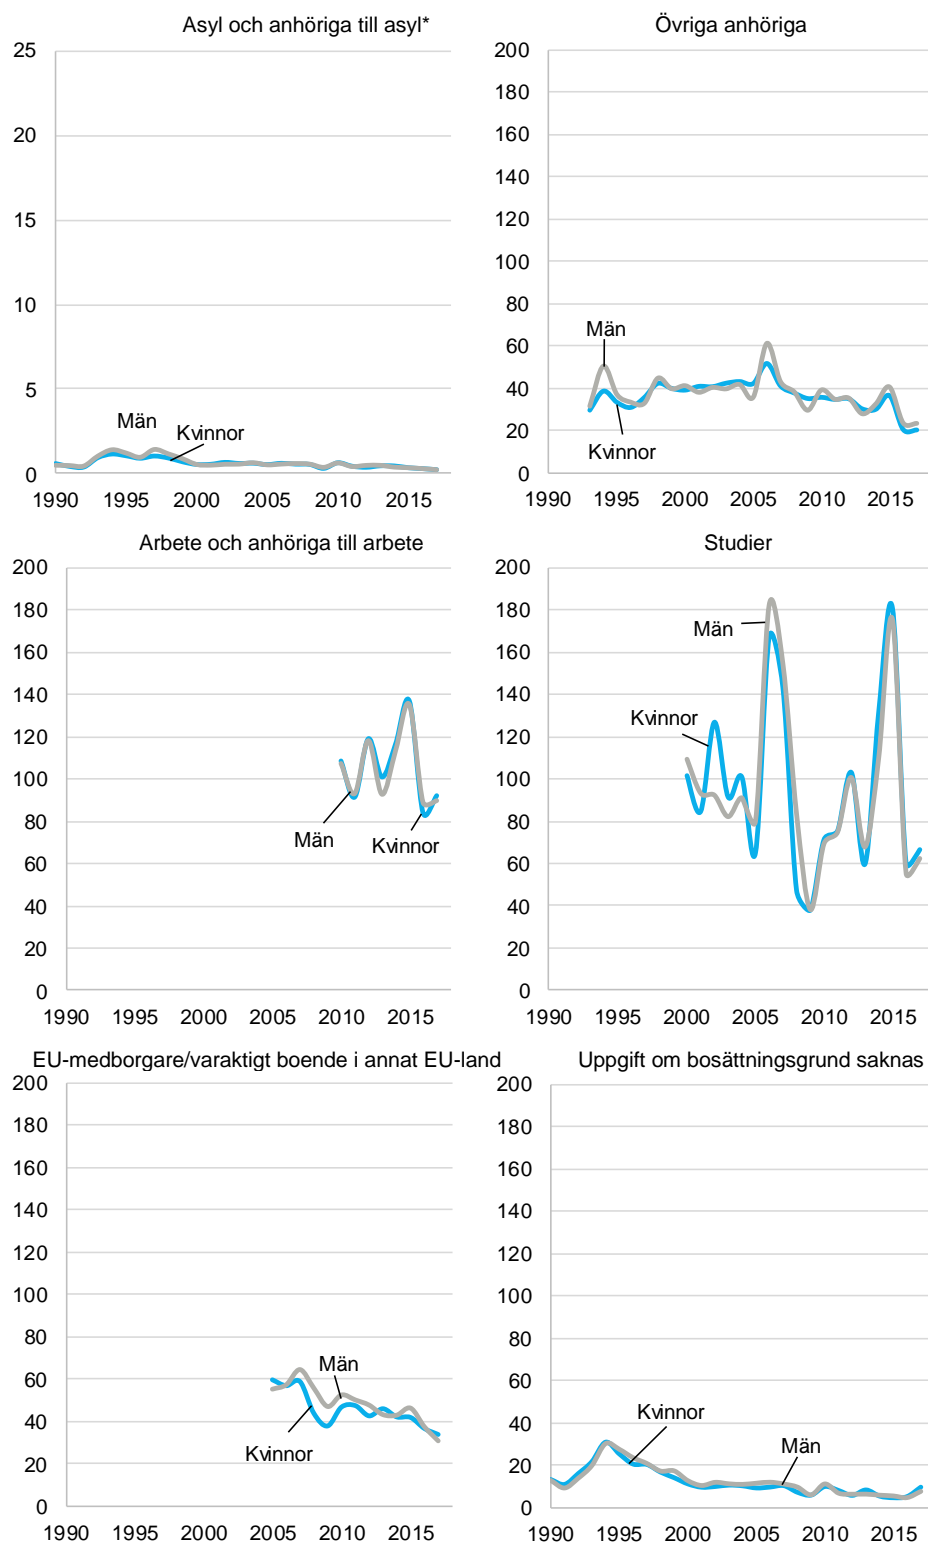 Asyl och anhöriga till asyl*
25
20
15
10
5
0
Män
Kvinnor
1990 1995 2000 2005 2010 2015
Övriga anhöriga
200
180
160
140
120
100
80
60
40
20
0
Män
Kvinnor
1990 1995 2000 2005 2010 2015
Arbete och anhöriga till arbete
200
180
160
140
120
100
80
60
40
20
0
Män
Kvinnor
1990 1995 2000 2005 2010 2015
Studier
200
180
160
140
120
100
80
60
40
20
0
Män
Kvinnor
1990 1995 2000 2005 2010 2015
EU-medborgare/varaktigt boende i annat EU-land
200
180
160
140
120
100
80
60
40
20
0
Män
Kvinnor
1990 1995 2000 2005 2010 2015
Uppgift om bosättningsgrund saknas
200
180
160
140
120
100
80
60
40
20
0
Kvinnor
Män
1990 1995 2000 2005 2010 2015